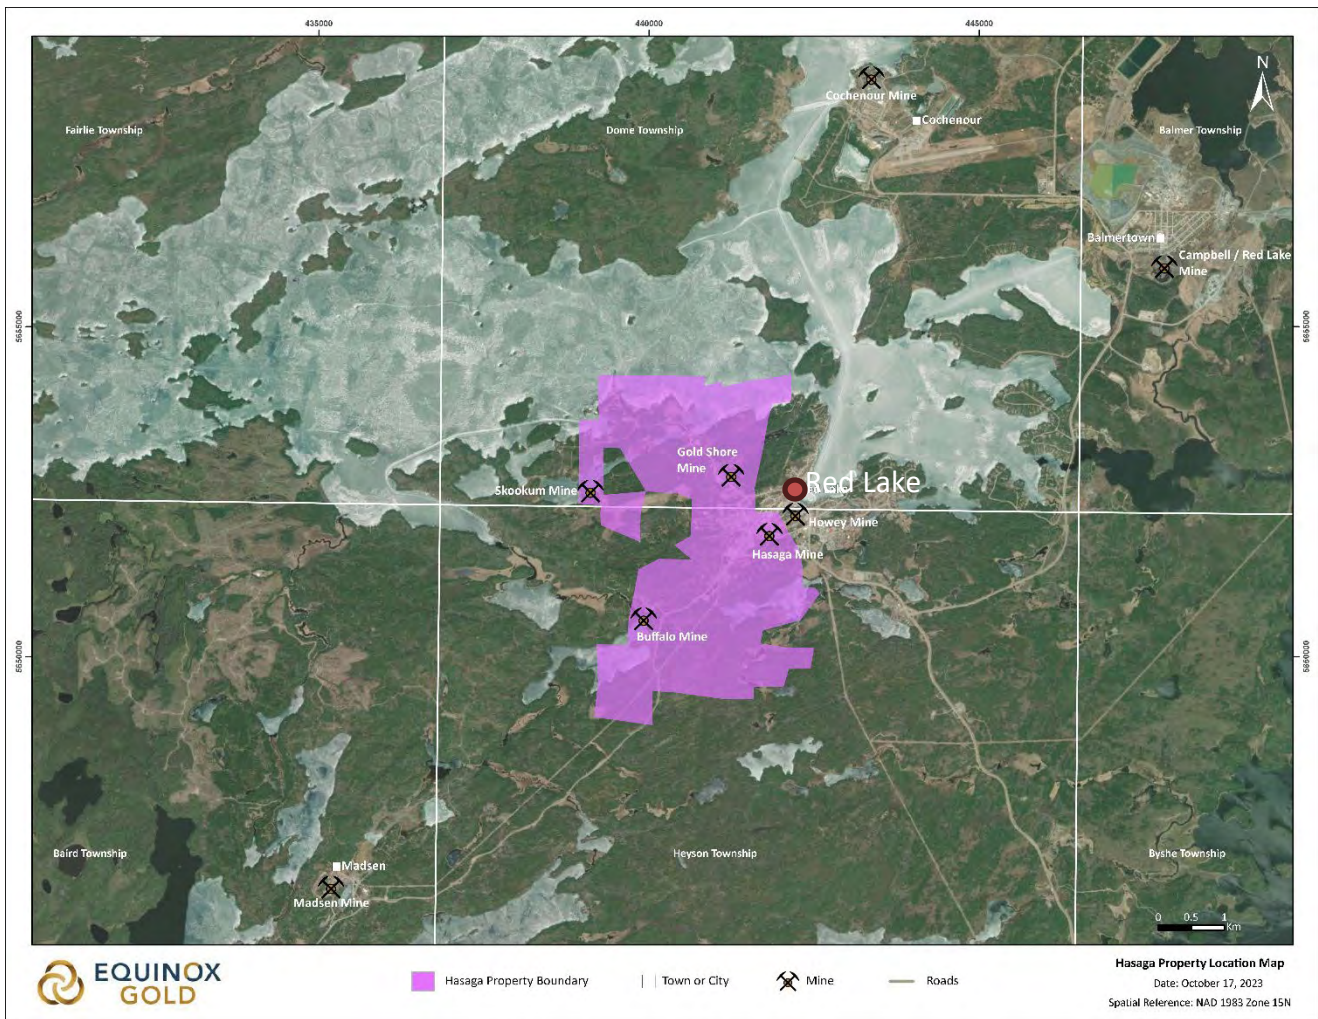 435000
440000
445000
N
Cochenour Mine
Cochenour
Fairlie Township
Dome Township
Balmer Township
Balmertown
Campbell / Red Lake
Mine
5655000
Gold Shore
Mine
Skookum Mine
Red Lake
Howey Mine
Hasaga Mine
Buffalo Mine
5650000
Baird Township
Heyson Township
Byshe Township
Madsen
Madsen Mine
0 0.5 1
Km
EQUINOX
GOLD
Hasaga Property Boundary
Town or City
Mine
Roads
Hasaga Property Location Map
Date: October 17, 2023
Spatial Reference: NAD 1983 Zone 15N